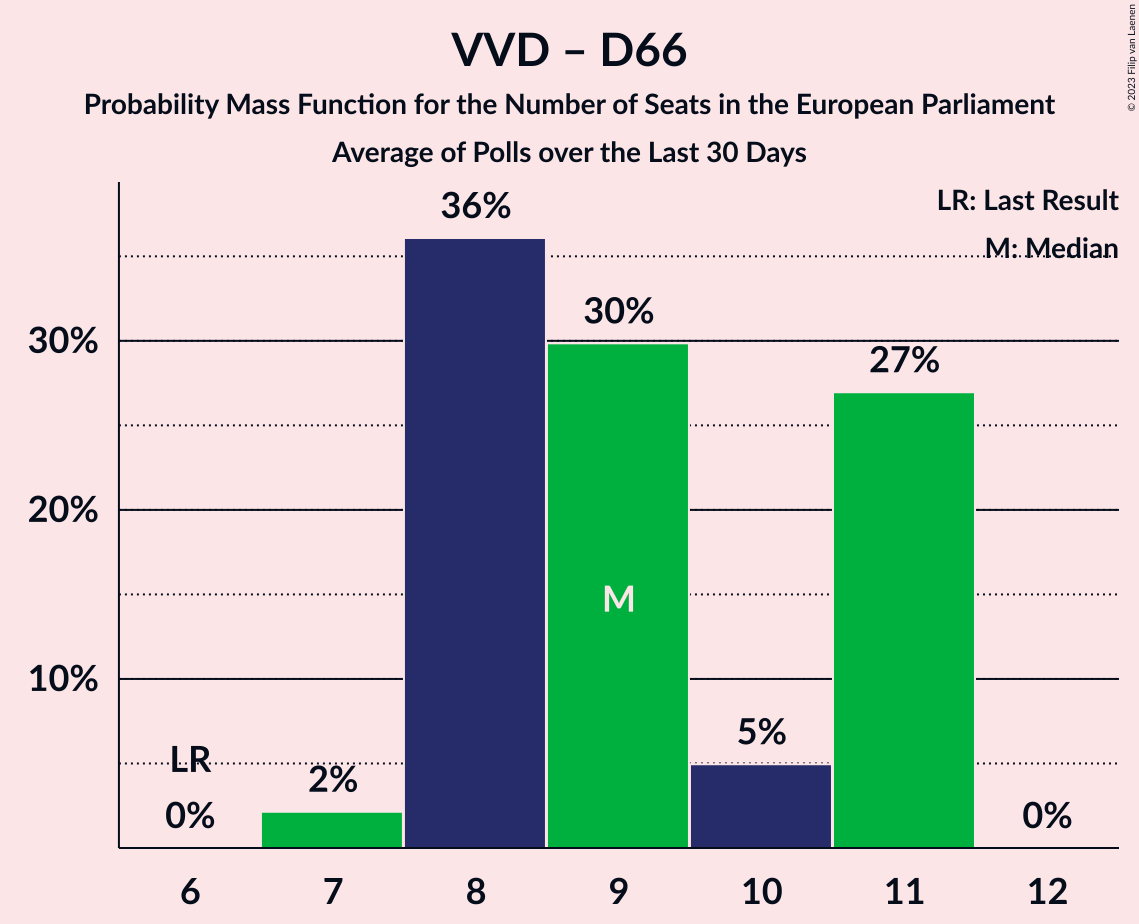 VVD – D66
Probability Mass Function for the Number of Seats in the European Parliament
Average of Polls over the Last 30 Days
© 2023 Filip van Laenen
LR: Last Result
M: Median
36%
30%
27%
30%
20%
M
10%
5%
LR
2%
0%
0%
6 7 8 9 10 11 12